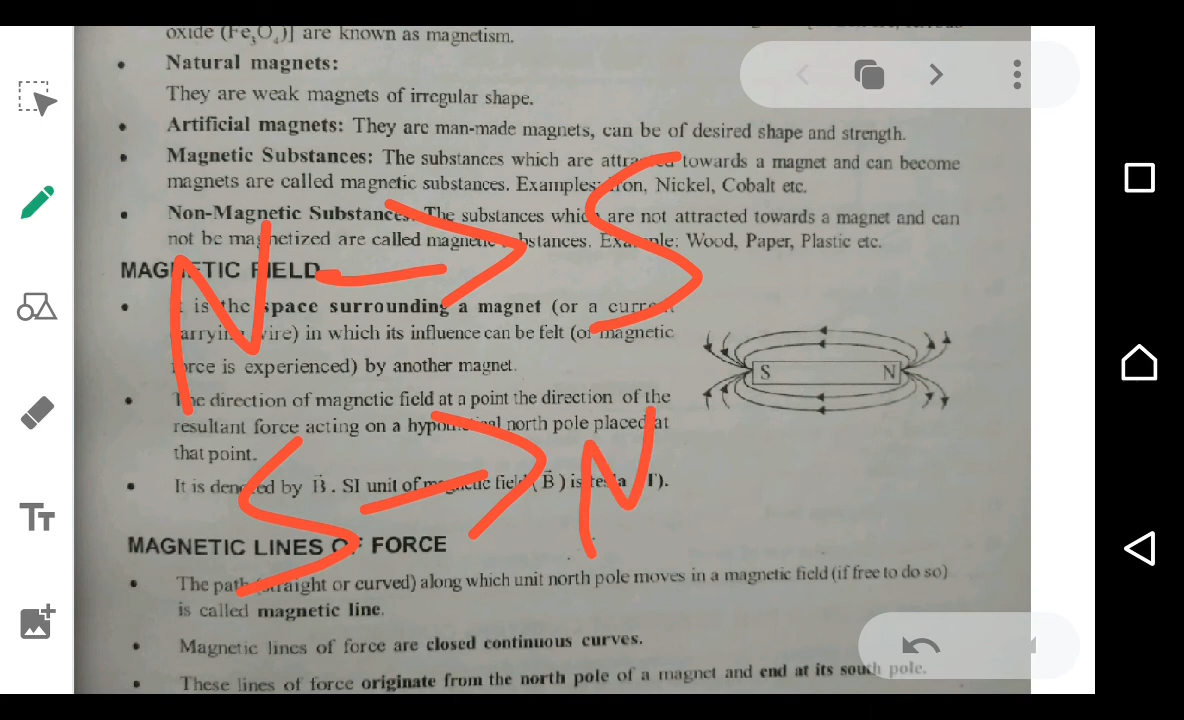 oxide (Fe₃O₄)] are known as magnetism.
• Natural magnets:
They are weak magnets of irregular shape.
• Artificial magnets: They are man-made magnets, can be of desired shape and strength.
• Magnetic Substances: The substances which are attracted towards a magnet and can become
magnets are called magnetic substances. Examples: Iron, Nickel, Cobalt etc.
• Non-Magnetic Substances: The substances which are not attracted towards a magnet and can
not be magnetized are called magnetic substances. Example: Wood, Paper, Plastic etc.
MAGNETIC FIELD
• It is the space surrounding a magnet (or a current
carrying wire) in which its influence can be felt (or magnetic
force is experienced) by another magnet.
• The direction of magnetic field at a point the direction of the
resultant force acting on a hypothetical north pole placed at
that point.
• It is denoted by B⃗. SI unit of magnetic field (B⃗) is tesla (T).
S N
N → S
S → N
MAGNETIC LINES OF FORCE
• The path (straight or curved) along which unit north pole moves in a magnetic field (if free to do so)
is called magnetic line.
• Magnetic lines of force are closed continuous curves.
• These lines of force originate from the north pole of a magnet and end at its south pole.
TT